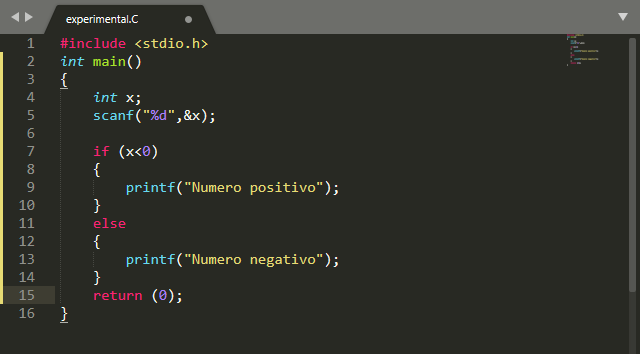 experimental.C
1 #include <stdio.h>
2 int main()
3 {
4 int x;
5 scanf("%d",&x);
6
7 if (x<0)
8 {
9 printf("Numero positivo");
10 }
11 else
12 {
13 printf("Numero negativo");
14 }
15 return (0);
16 }